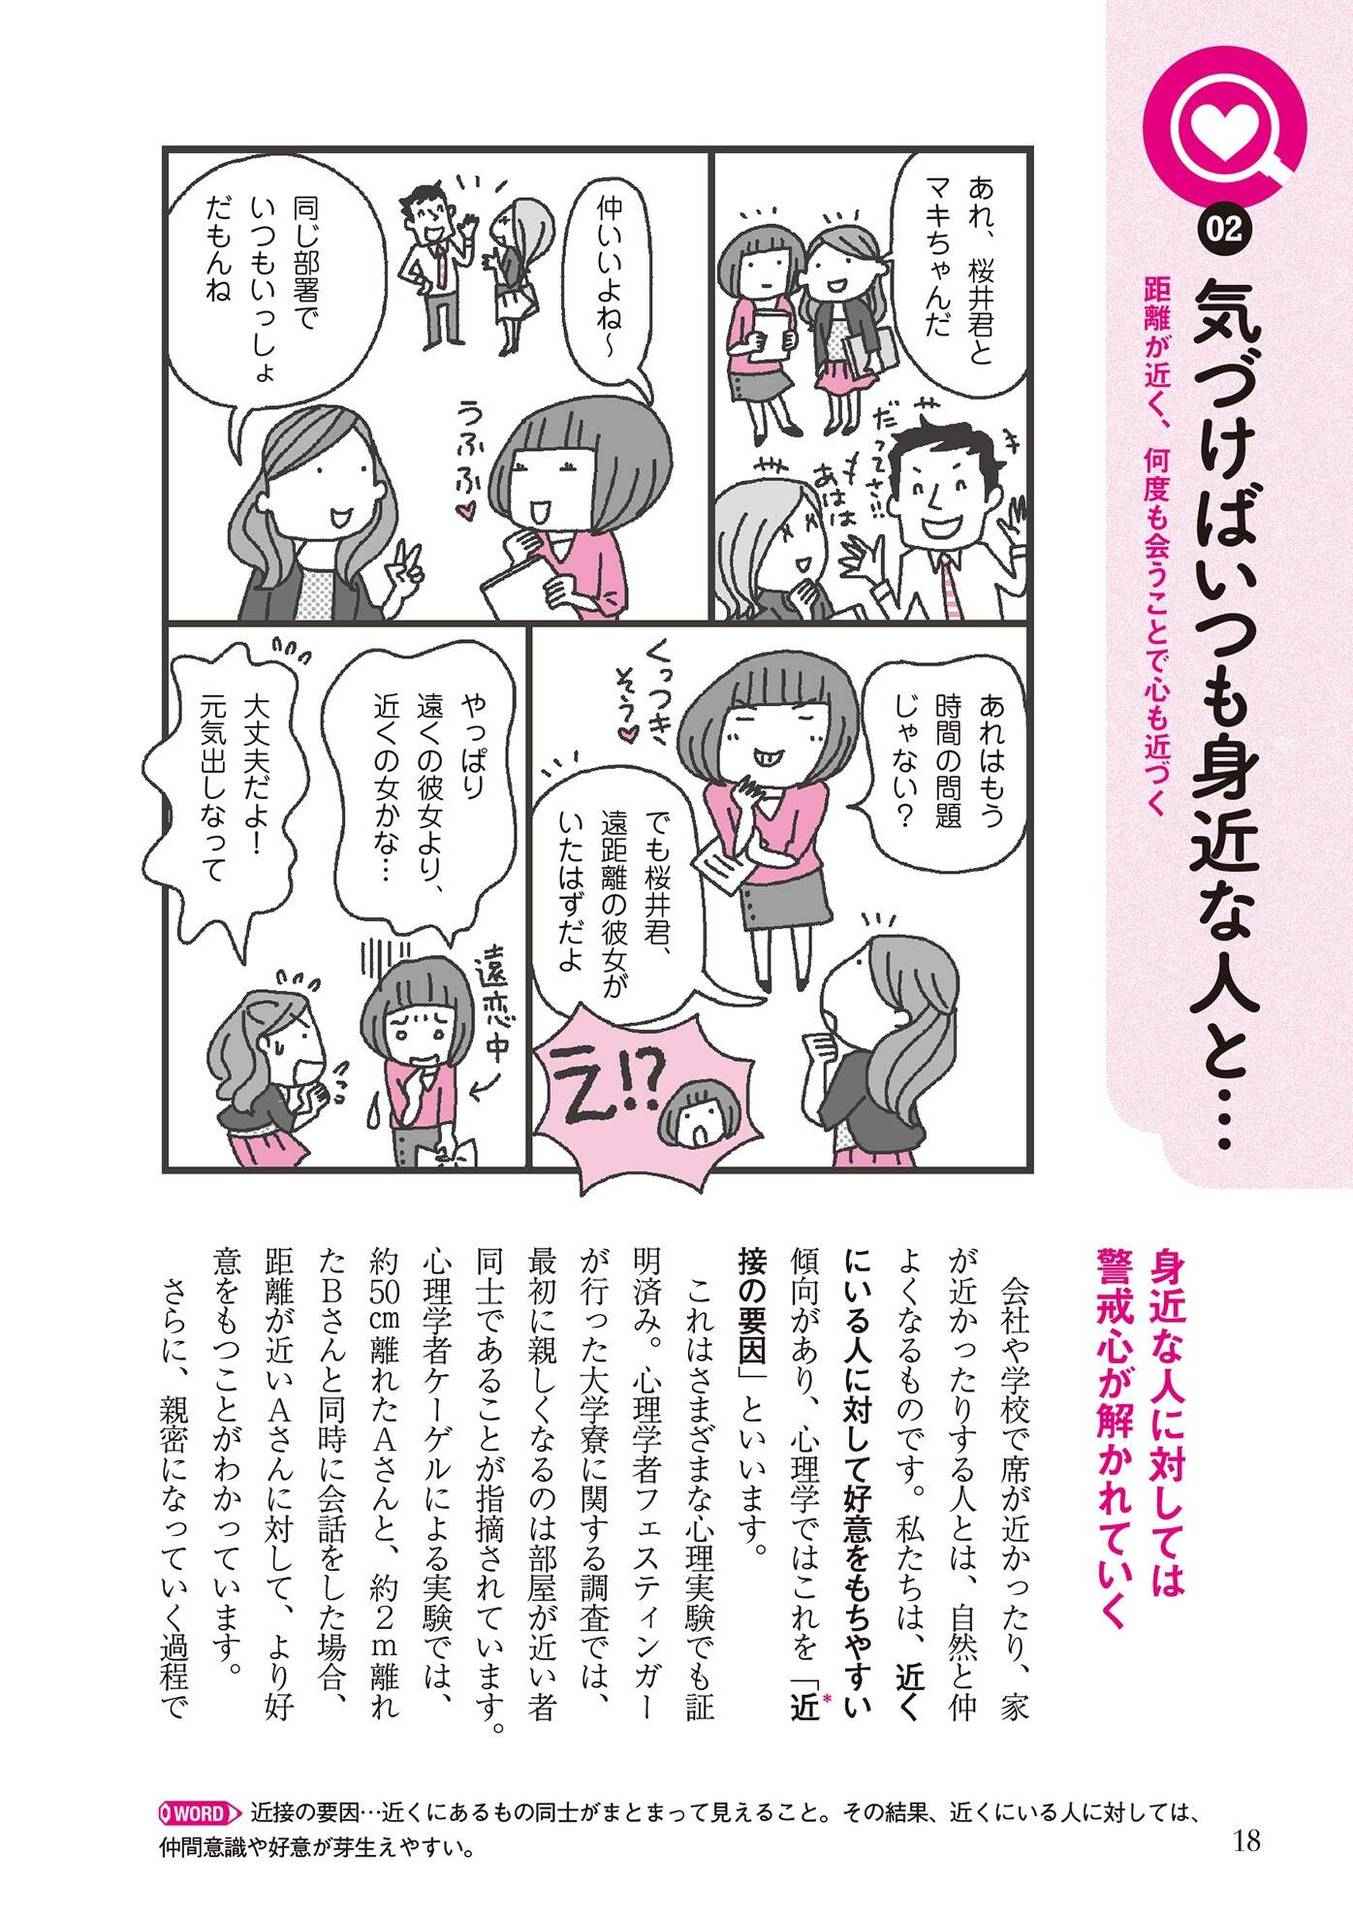 02
気づけばいつも身近な人と…
距離が近く、何度も会うことで心も近づく
あれ、桜井君と
マキちゃんだ
だってさ!!
も
あはは
仲いいよね〜
うふふ
同じ部署で
いつもいっしょ
だもんね
あれはもう
時間の問題
じゃない?
くっつき
そう
でも桜井君、
遠距離の彼女が
いたはずだよ
え!?
やっぱり
遠くの彼女より、
近くの女かな…
遠恋中
大丈夫だよ!
元気出しなって
身近な人に対しては
警戒心が解かれていく
会社や学校で席が近かったり、家
が近かったりする人とは、自然と仲
よくなるものです。私たちは、近く
にいる人に対して好意をもちやすい
傾向があり、心理学ではこれを「近*
接の要因」といいます。
これはさまざまな心理実験でも証
明済み。心理学者フェスティンガー
が行った大学寮に関する調査では、
最初に親しくなるのは部屋が近い者
同士であることが指摘されています。
心理学者ケーゲルによる実験では、
約50cm離れたAさんと、約2m離れ
たBさんと同時に会話をした場合、
距離が近いAさんに対して、より好
意をもつことがわかっています。
さらに、親密になっていく過程で
WORD 近接の要因…近くにあるもの同士がまとまって見えること。その結果、近くにいる人に対しては、
仲間意識や好意が芽生えやすい。
18